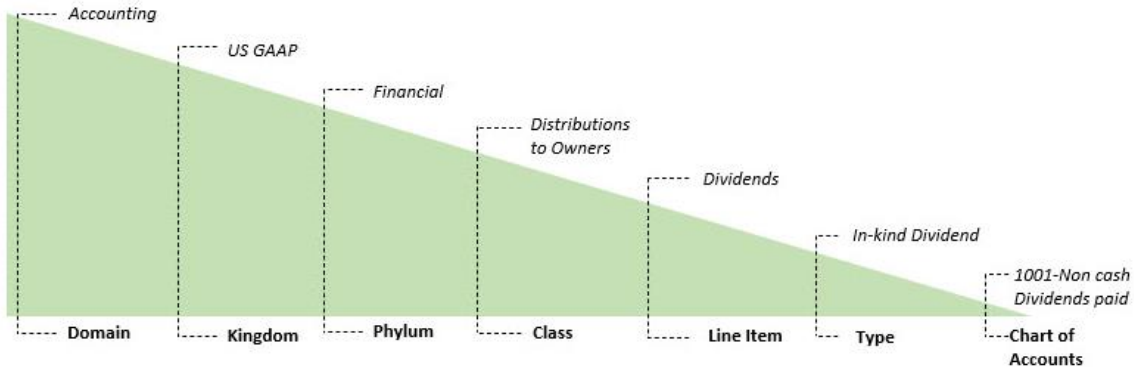 Accounting
US GAAP
Financial
Distributions
to Owners
Dividends
In-kind Dividend
1001-Non cash
Dividends paid
Domain
Kingdom
Phylum
Class
Line Item
Type
Chart of
Accounts